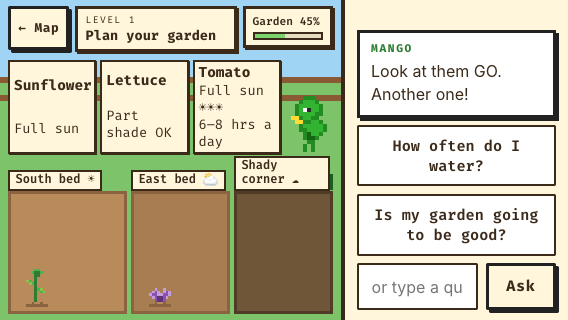 ← Map
LEVEL 1
Plan your garden
Garden 45%
Sunflower
Full sun
Lettuce
Part
shade OK
Tomato
Full sun
☀☀☀
6–8 hrs a
day
South bed ☀
East bed ⛅
Shady
corner ☁
MANGO
Look at them GO.
Another one!
How often do I
water?
Is my garden going
to be good?
or type a qu
Ask